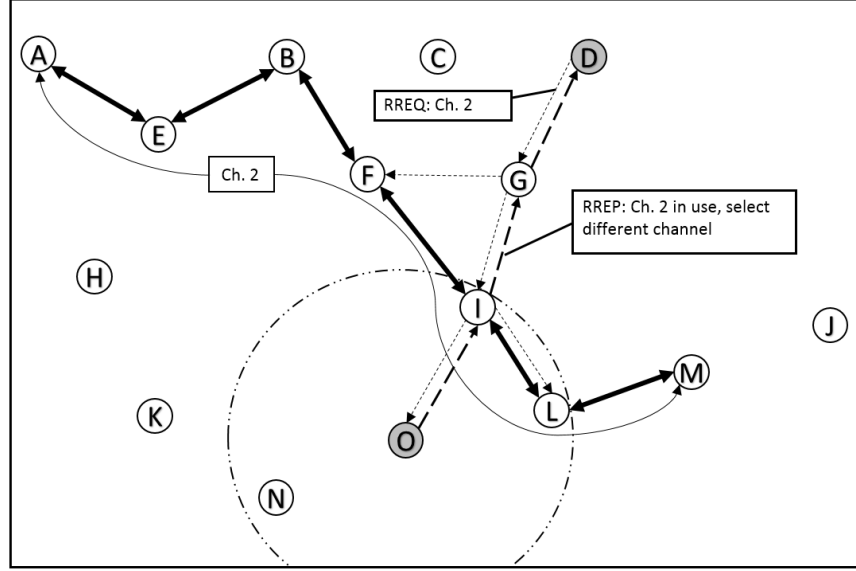 A
B
C
D
RREQ: Ch. 2
E
Ch. 2
F
G
RREP: Ch. 2 in use, select
different channel
H
I
J
M
K
L
O
N